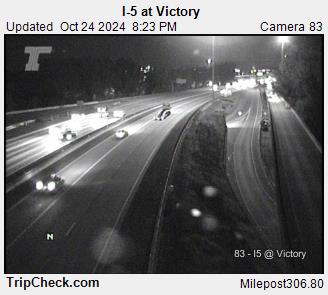 I-5 at Victory
Updated Oct 24 2024 8:23 PM Camera 83
T
N
83 - I5 @ Victory
TripCheck.com Milepost306.80